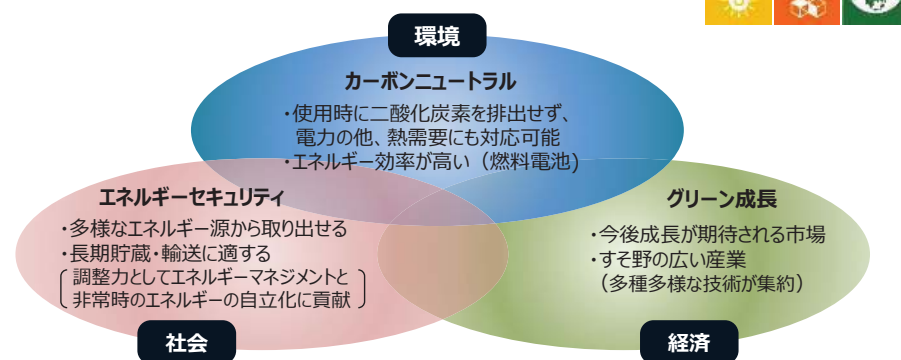 環境
カーボンニュートラル
・使用時に二酸化炭素を排出せず、
電力の他、熱需要にも対応可能
・エネルギー効率が高い（燃料電池)
エネルギーセキュリティ
・多様なエネルギー源から取り出せる
・長期貯蔵・輸送に適する
調整力としてエネルギーマネジメントと
非常時のエネルギーの自立化に貢献
社会
グリーン成長
・今後成長が期待される市場
・すそ野の広い産業
（多種多様な技術が集約）
経済